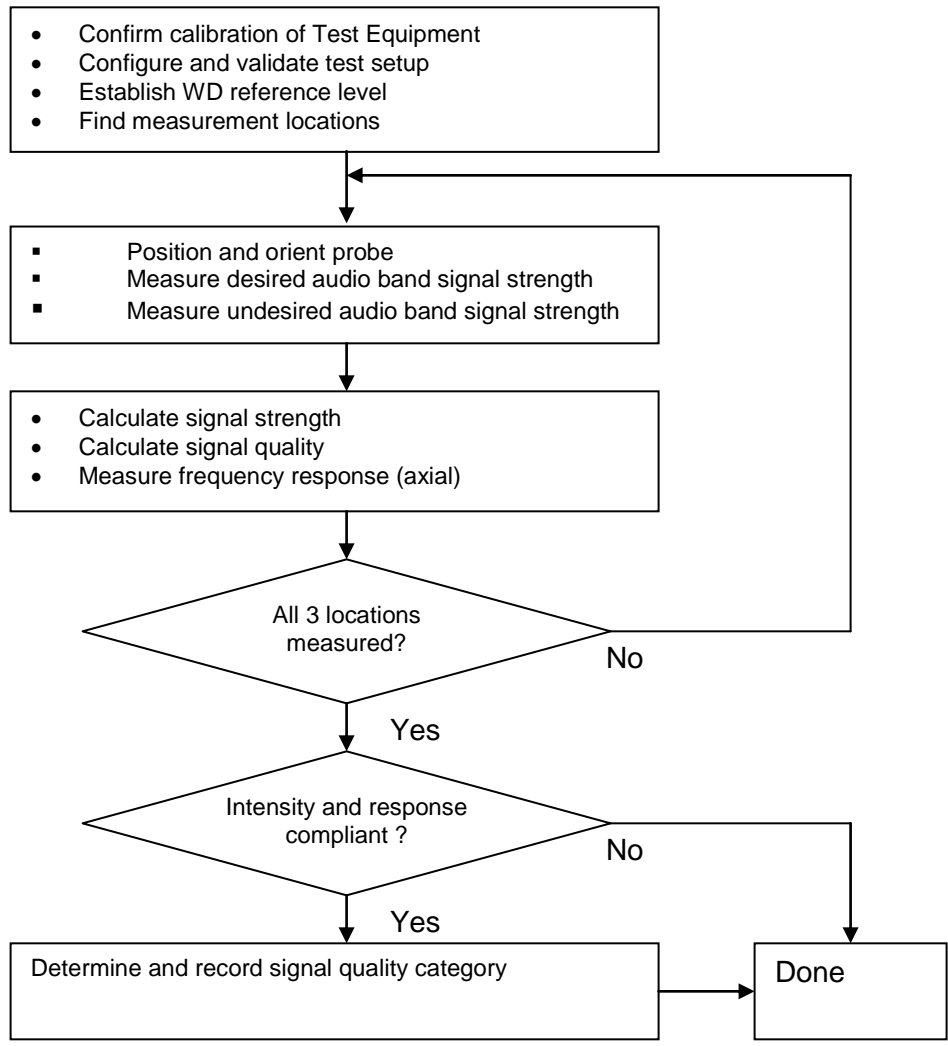 • Confirm calibration of Test Equipment
• Configure and validate test setup
• Establish WD reference level
• Find measurement locations
▪ Position and orient probe
▪ Measure desired audio band signal strength
▪ Measure undesired audio band signal strength
• Calculate signal strength
• Calculate signal quality
• Measure frequency response (axial)
All 3 locations
measured?
No
Yes
Intensity and response
compliant ?
No
Yes
Determine and record signal quality category
Done